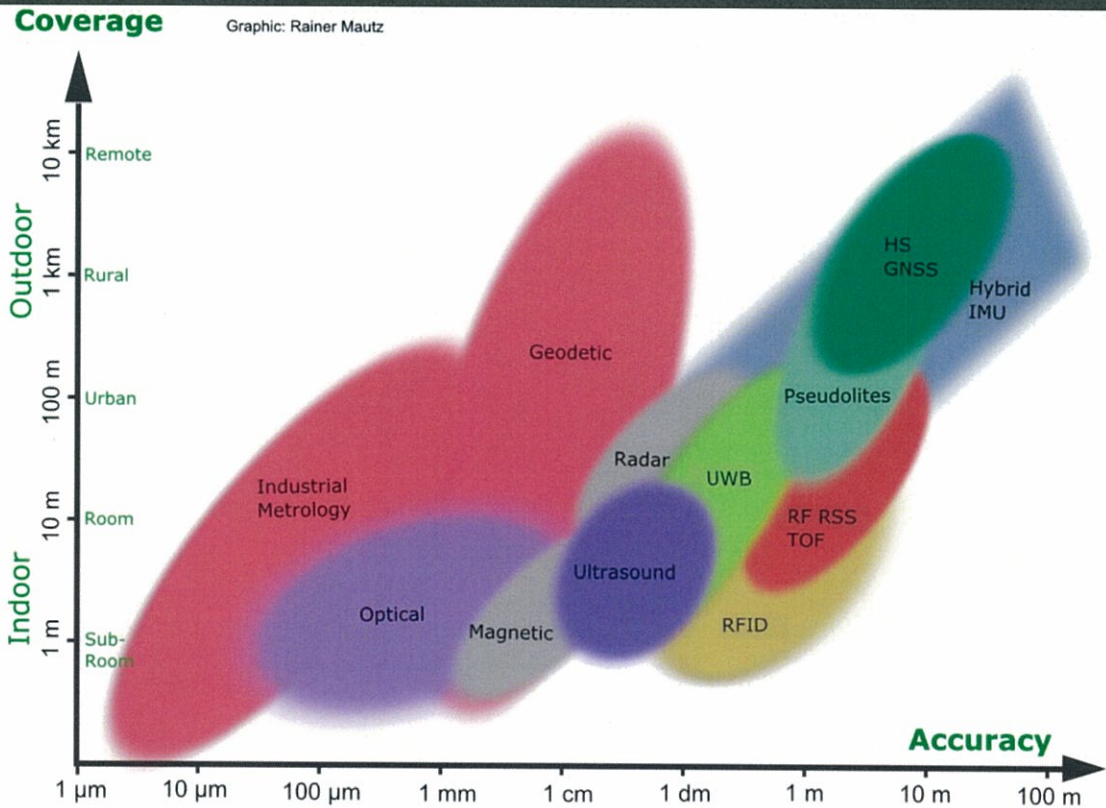 Coverage
Graphic: Rainer Mautz
Outdoor
Indoor
10 km
1 km
100 m
10 m
1 m
Remote
Rural
Urban
Room
Sub-
Room
HS
GNSS
Hybrid
IMU
Geodetic
Pseudolites
Radar
UWB
Industrial
Metrology
RF RSS
TOF
Ultrasound
Optical
Magnetic
RFID
Accuracy
1 µm
10 µm
100 µm
1 mm
1 cm
1 dm
1 m
10 m
100 m